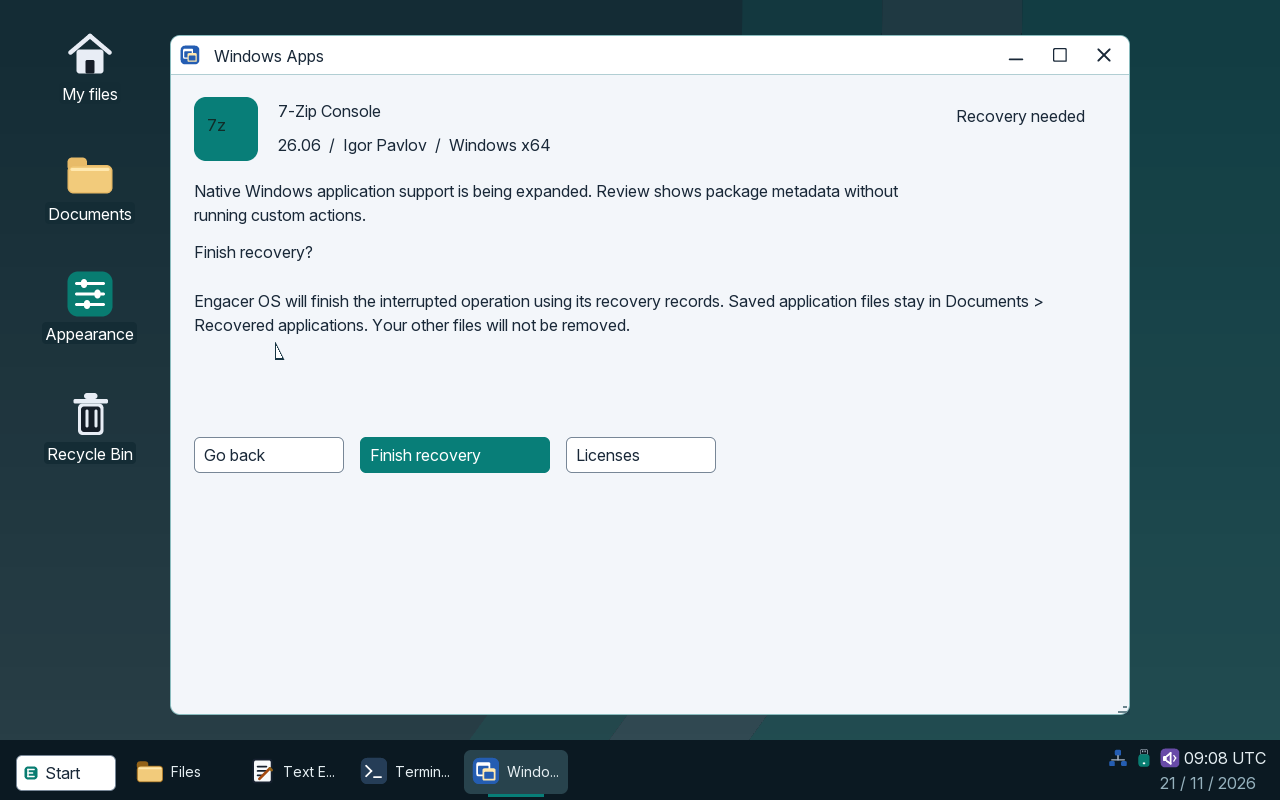 My files
Documents
Appearance
Recycle Bin
Windows Apps
7z
7-Zip Console
26.06 / Igor Pavlov / Windows x64
Recovery needed
Native Windows application support is being expanded. Review shows package metadata without
running custom actions.
Finish recovery?
Engacer OS will finish the interrupted operation using its recovery records. Saved application files stay in Documents >
Recovered applications. Your other files will not be removed.
Go back
Finish recovery
Licenses
E Start
Files
Text E...
Termin...
Windo...
09:08 UTC
21 / 11 / 2026